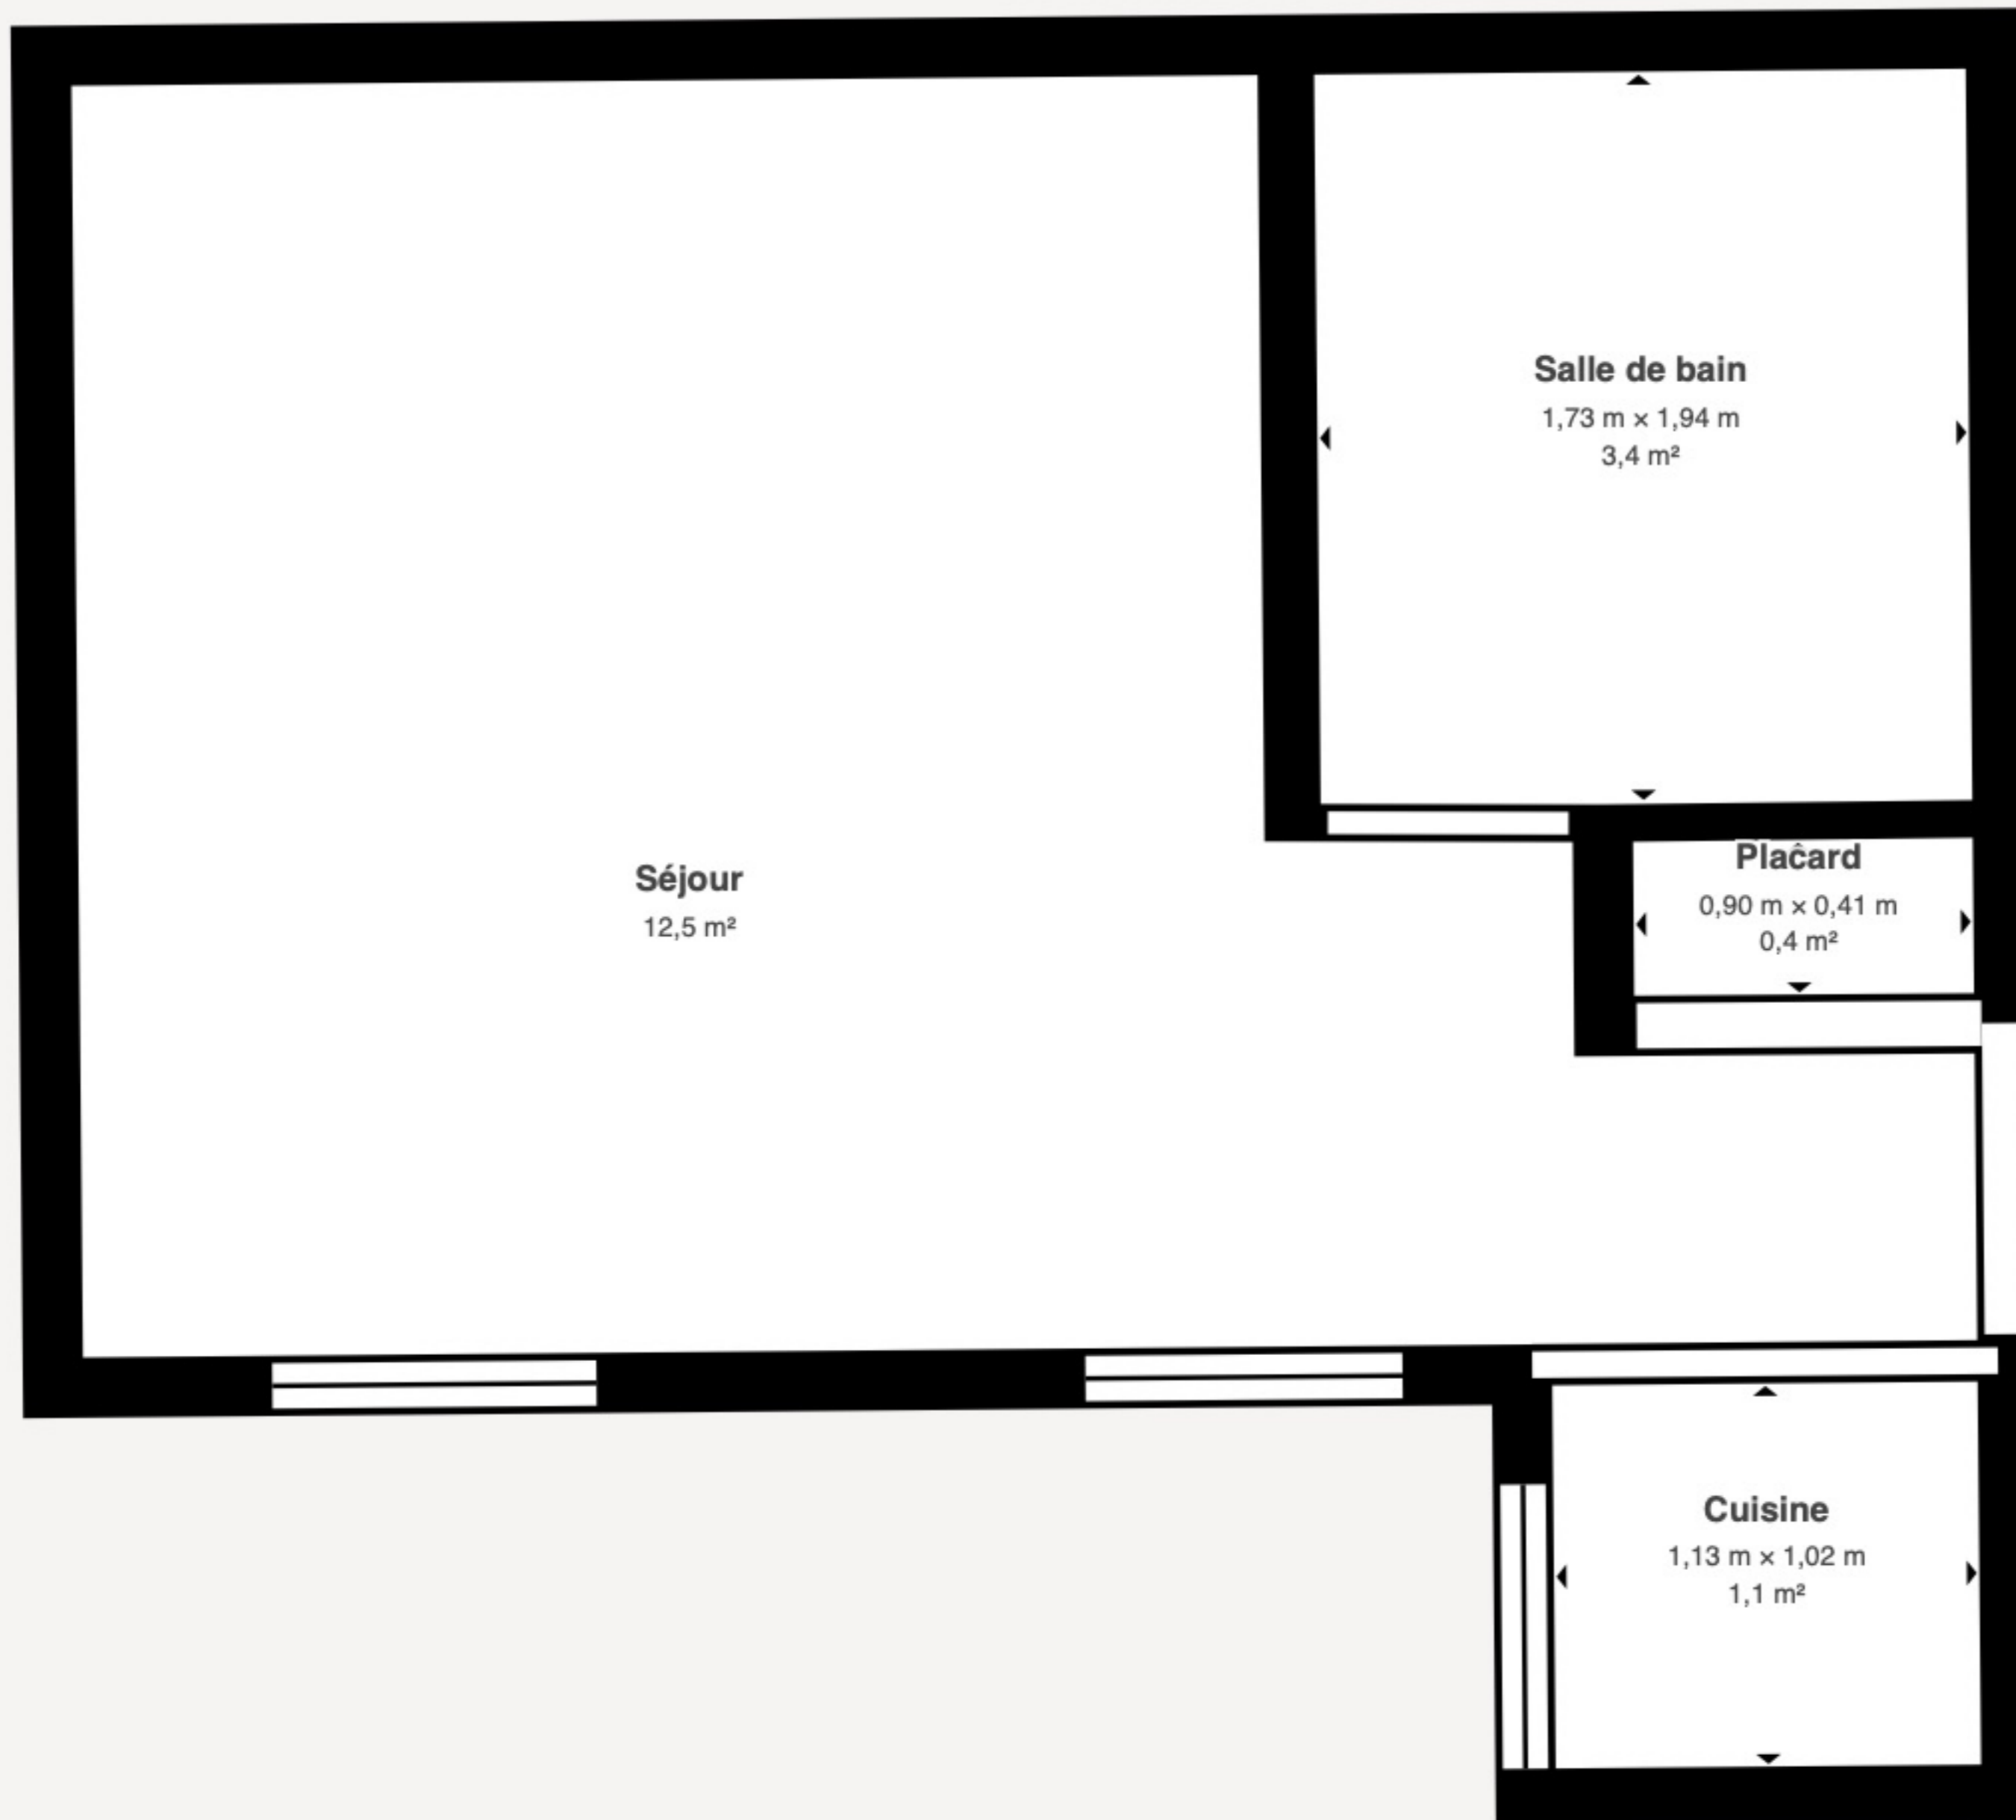 Salle de bain
1,73 m × 1,94 m
3,4 m²
Placard
0,90 m × 0,41 m
0,4 m²
Séjour
12,5 m²
Cuisine
1,13 m × 1,02 m
1,1 m²